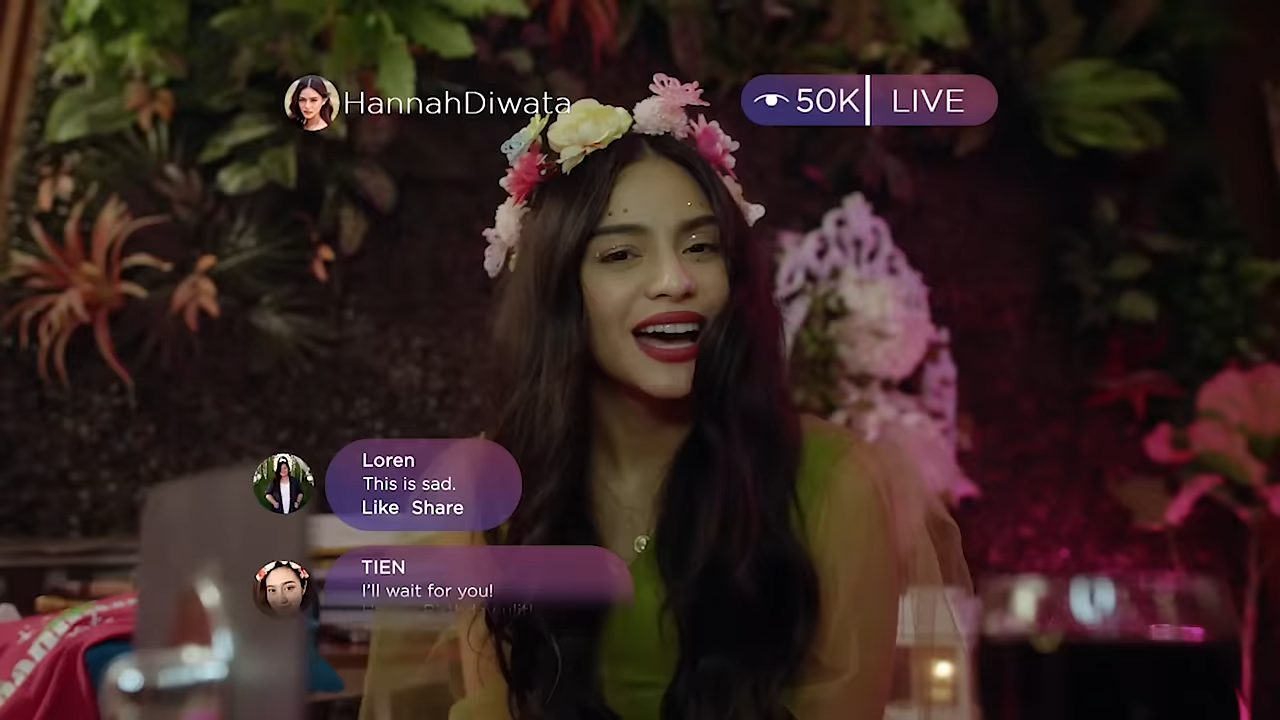 HannahDiwata
50K LIVE
Loren
This is sad.
Like Share
TIEN
I'll wait for you!